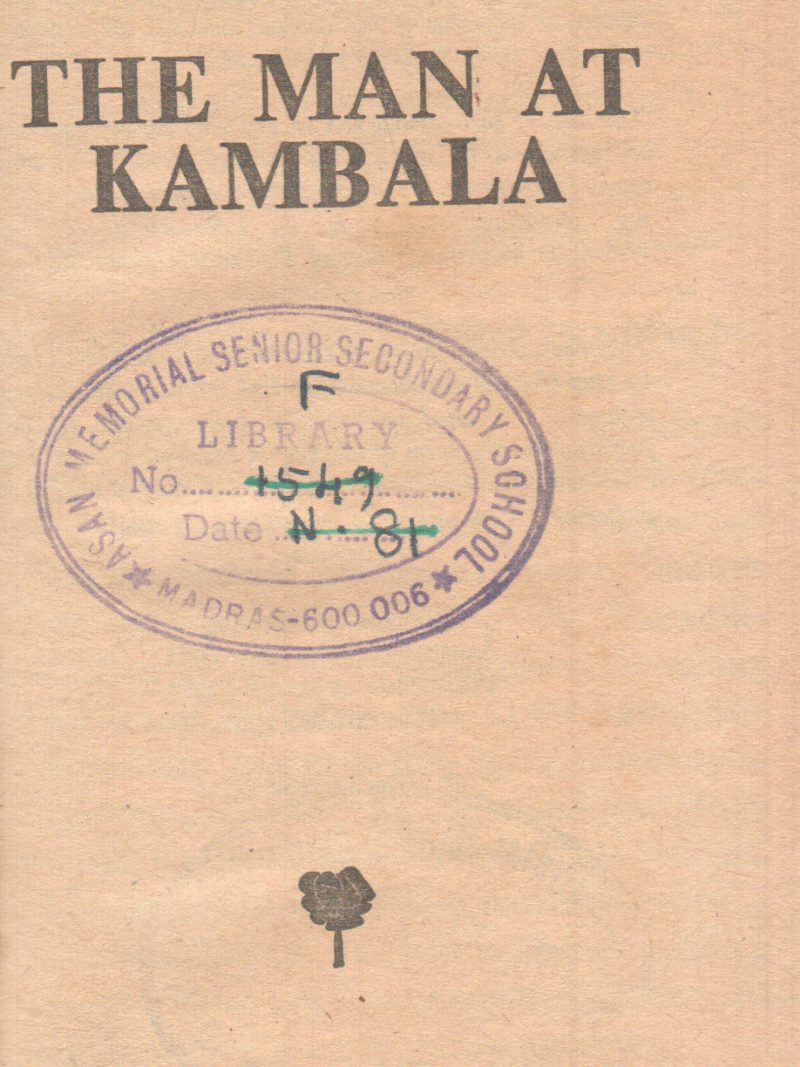 THE MAN AT
KAMBALA
ASAN MEMORIAL SENIOR SECONDARY SCHOOL
F
LIBRARY
No. 1549
Date N. 81
★ MADRAS-600 006 ★